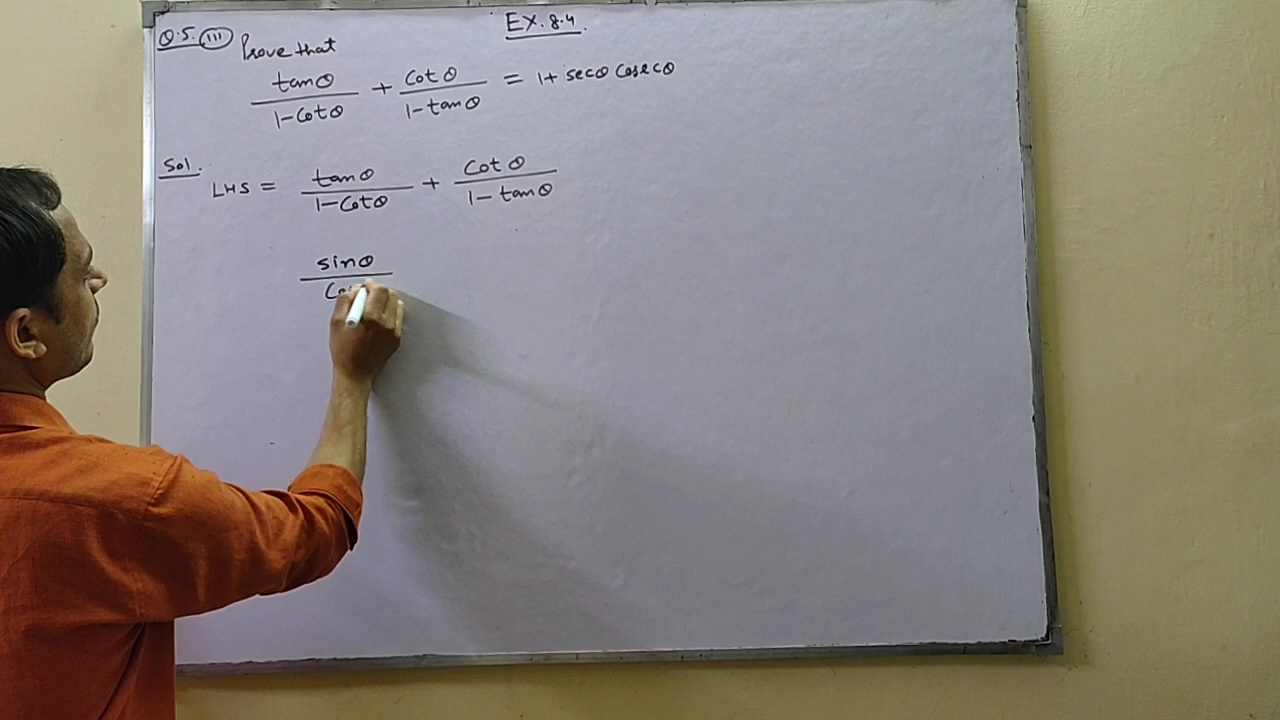 EX. 8.4.
Q.5. (iii) Prove that
tanθ / 1-Cotθ + Cotθ / 1-tanθ = 1+ secθ Cosecθ
Sol. LHS = tanθ / 1-Cotθ + Cotθ / 1-tanθ
sinθ